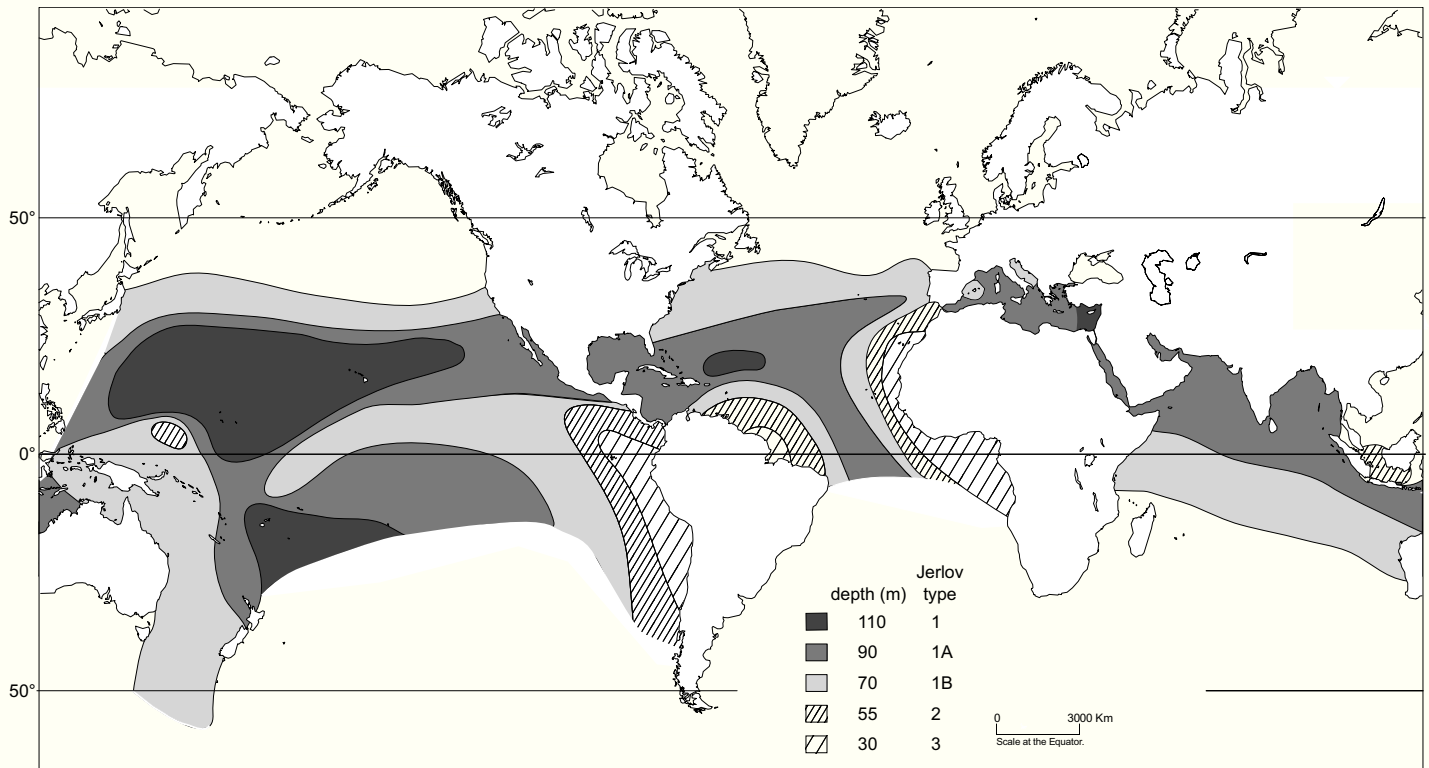 50°
0°
50°
Jerlov
depth (m) type
110 1
90 1A
70 1B
55 2
30 3
0 3000 Km
Scale at the Equator.